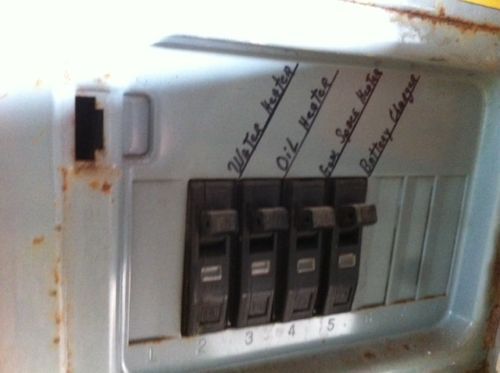 Water Heater
Oil Heater
Gas Space Heater
Battery Charger
1 2 3 4 5